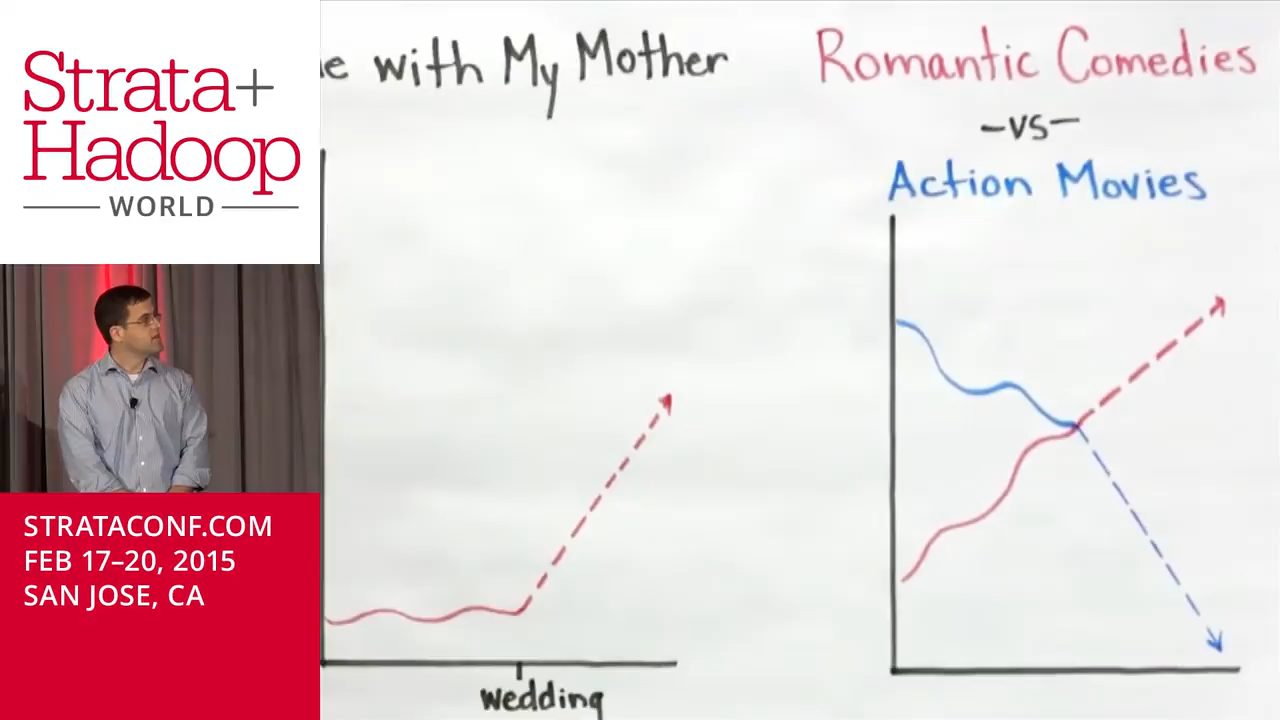 Strata+
Hadoop
WORLD
STRATACONF.COM
FEB 17–20, 2015
SAN JOSE, CA
with My Mother
wedding
Romantic Comedies
-vs-
Action Movies